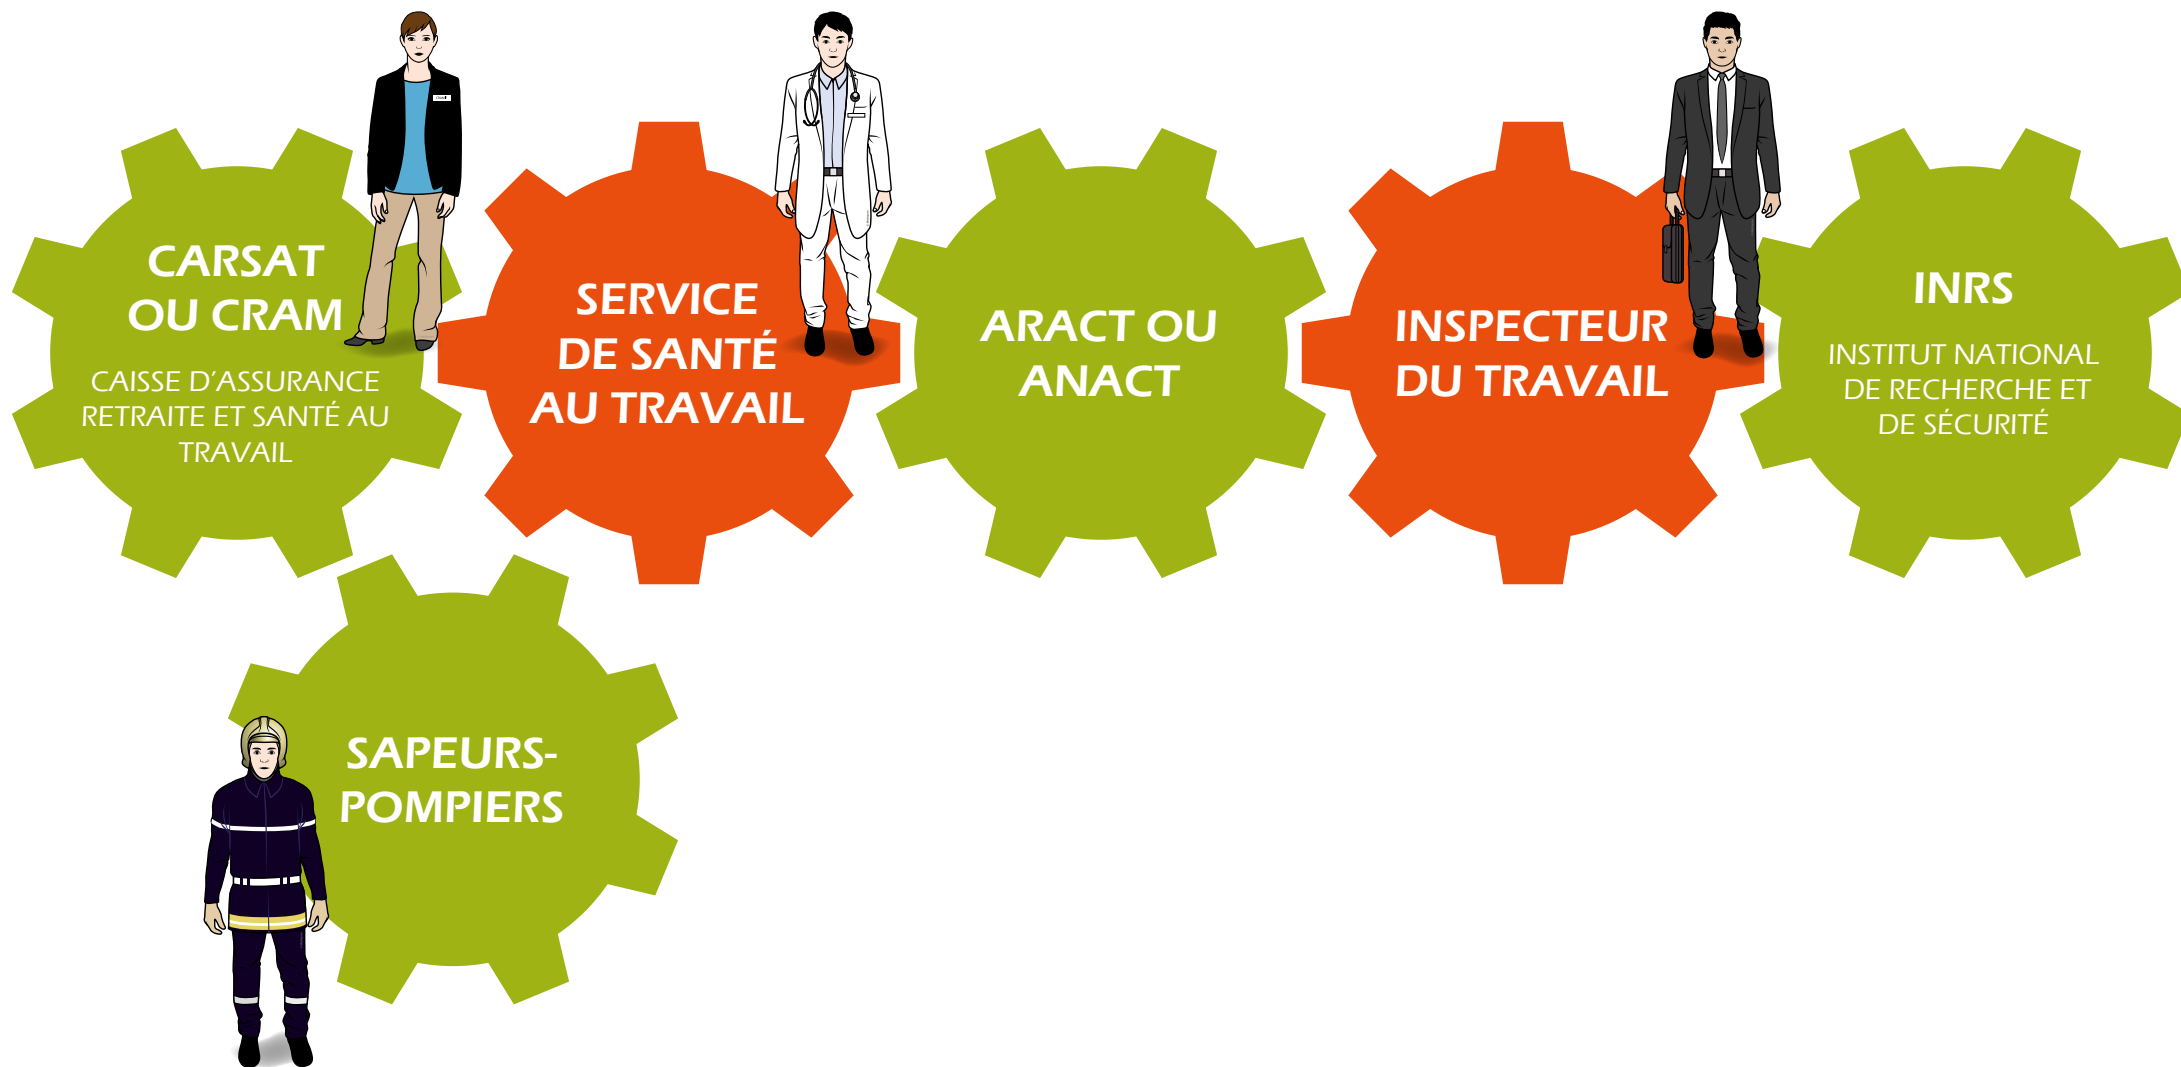 CARSAT
OU CRAM
CAISSE D'ASSURANCE
RETRAITE ET SANTÉ AU
TRAVAIL
SERVICE
DE SANTÉ
AU TRAVAIL
ARACT OU
ANACT
INSPECTEUR
DU TRAVAIL
INRS
INSTITUT NATIONAL
DE RECHERCHE ET
DE SÉCURITÉ
SAPEURS-
POMPIERS